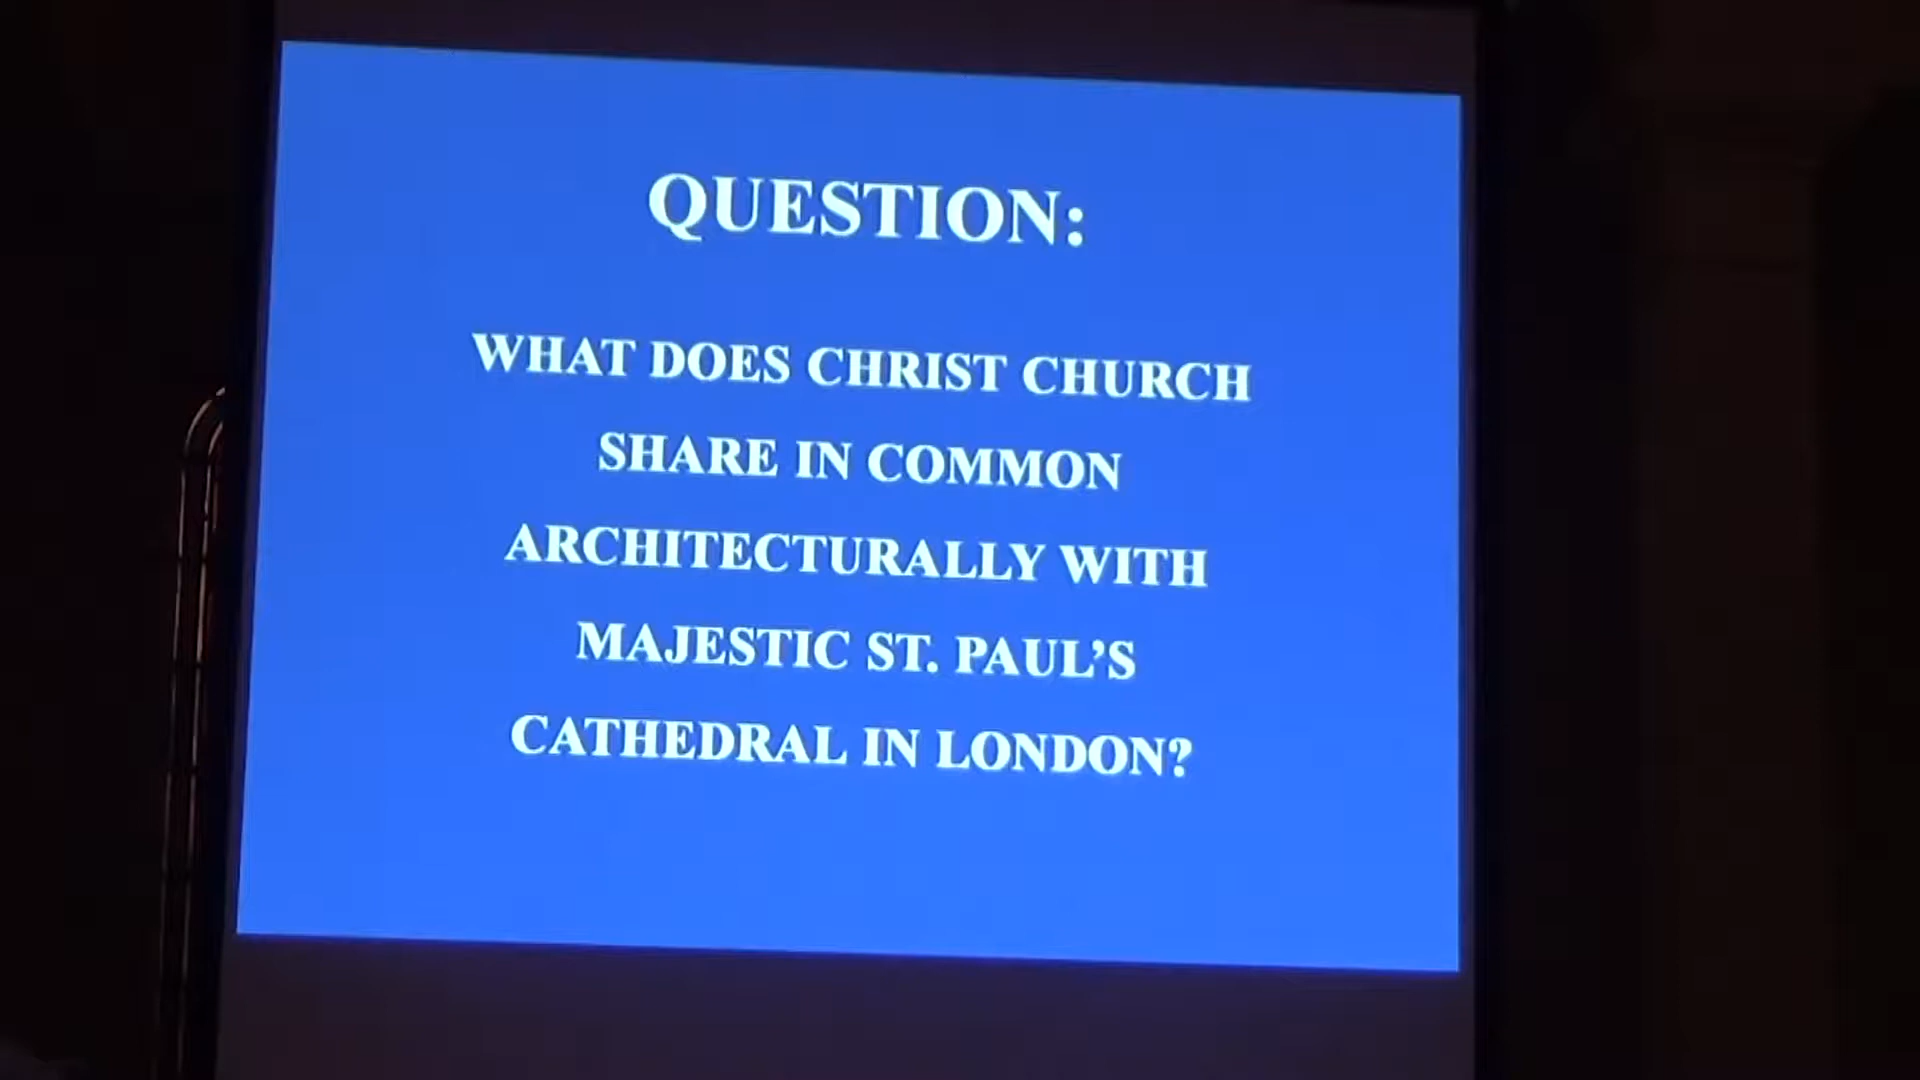 QUESTION:
WHAT DOES CHRIST CHURCH
SHARE IN COMMON
ARCHITECTURALLY WITH
MAJESTIC ST. PAUL’S
CATHEDRAL IN LONDON?